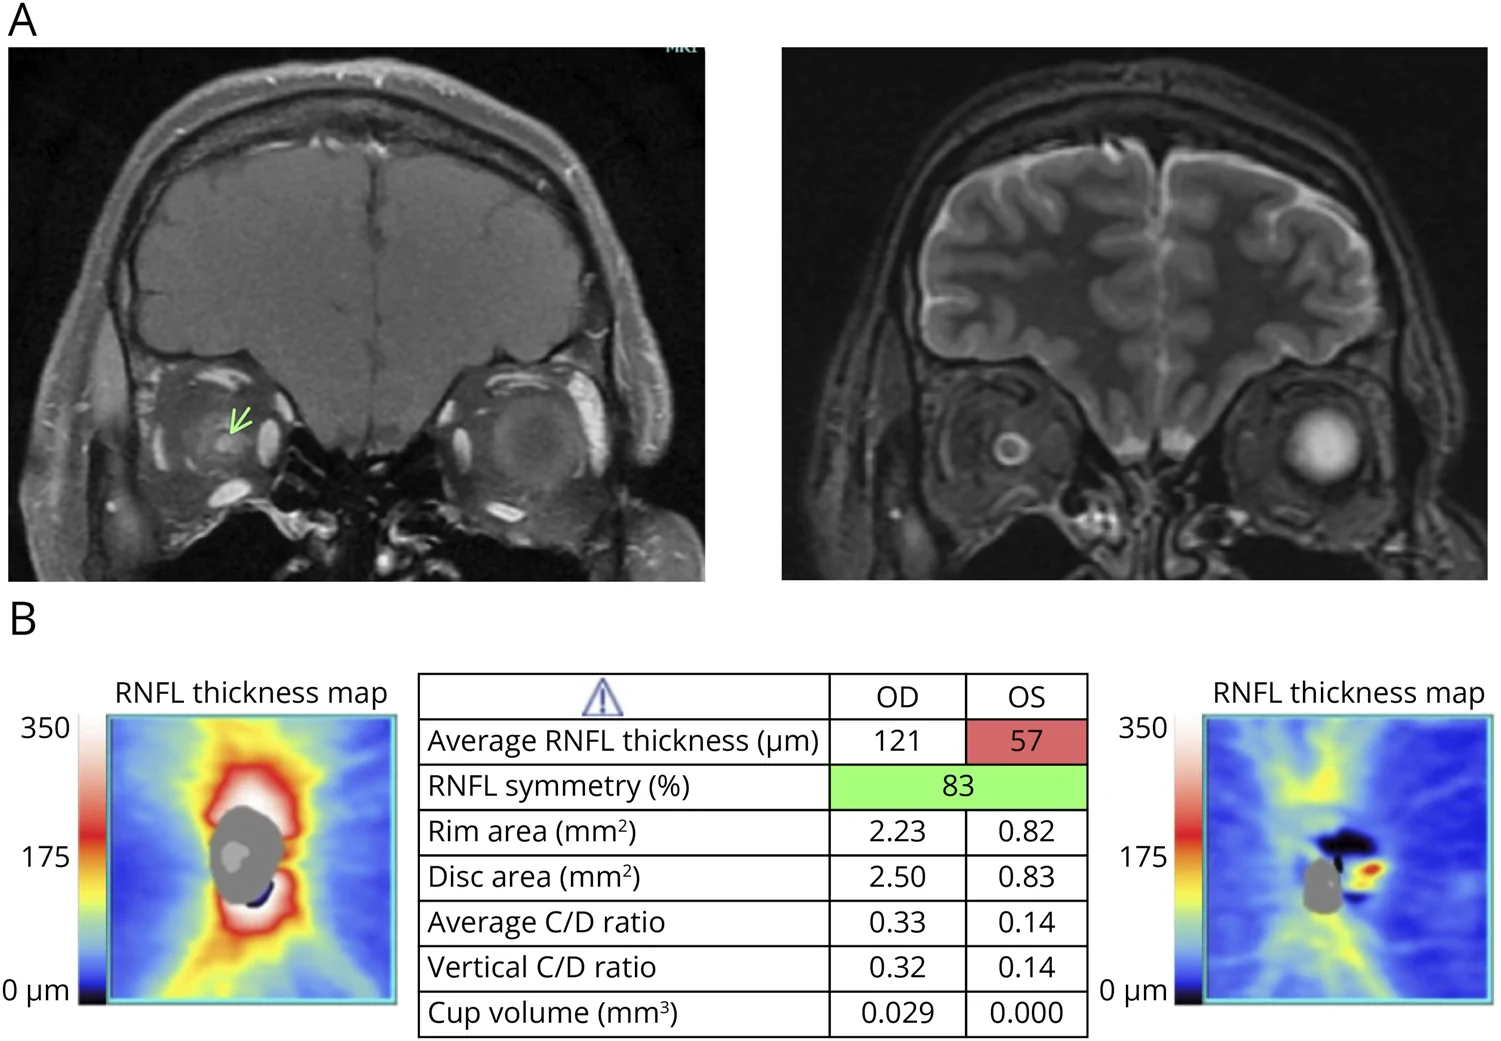 A
B
RNFL thickness map
350
175
0 μm
OD OS
Average RNFL thickness (μm) 121 57
RNFL symmetry (%) 83
Rim area (mm²) 2.23 0.82
Disc area (mm²) 2.50 0.83
Average C/D ratio 0.33 0.14
Vertical C/D ratio 0.32 0.14
Cup volume (mm³) 0.029 0.000
RNFL thickness map
350
175
0 μm